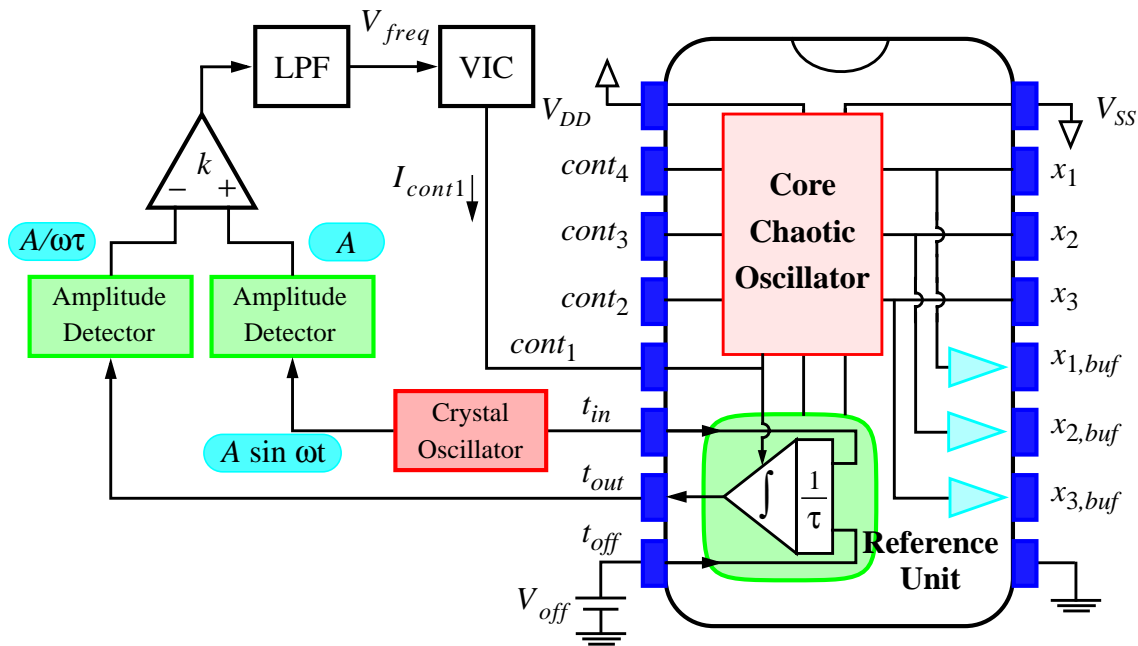 V_freq
LPF
VIC
k
−
+
I_cont1
A/ωτ
A
Amplitude
Detector
Amplitude
Detector
A sin ωt
Crystal
Oscillator
V_DD
cont_4
cont_3
cont_2
cont_1
t_in
t_out
t_off
V_off
Core
Chaotic
Oscillator
∫
1
τ
Reference
Unit
V_SS
x_1
x_2
x_3
x_1,buf
x_2,buf
x_3,buf